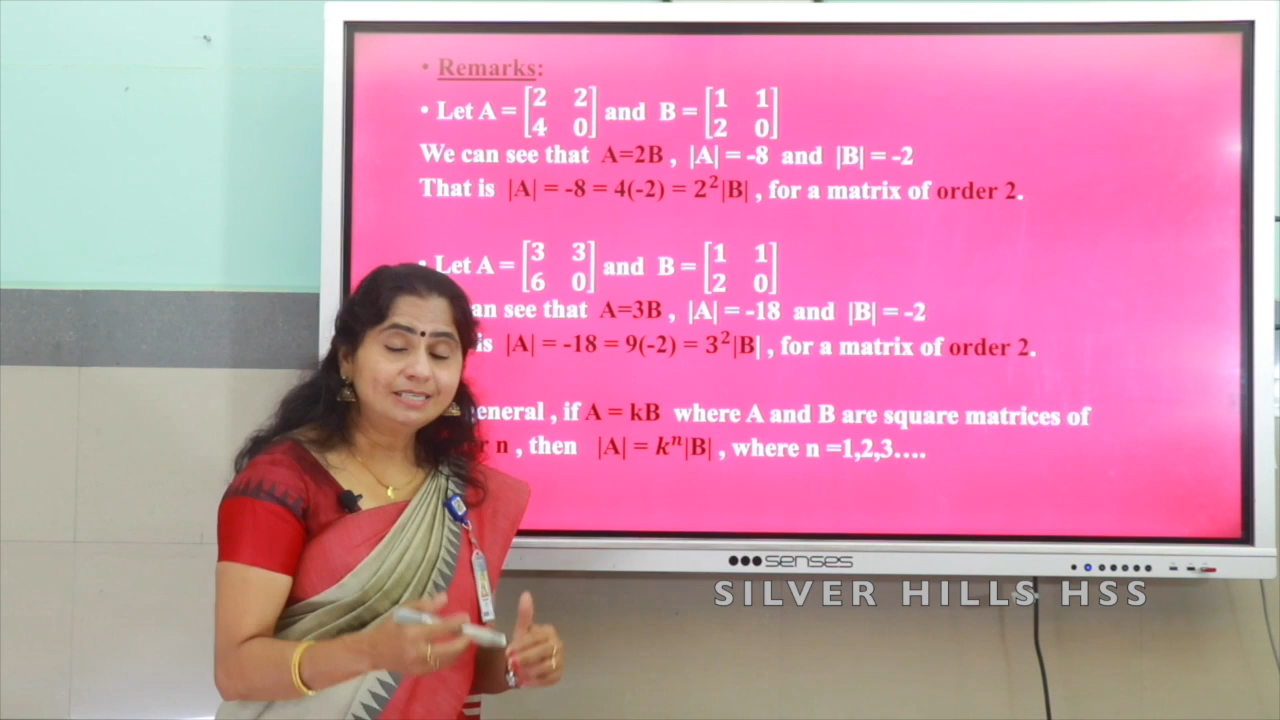 • Remarks:
• Let A = [2 2 4 0] and B = [1 1 2 0]
We can see that A=2B , |A| = -8 and |B| = -2
That is |A| = -8 = 4(-2) = 2²|B| , for a matrix of order 2.
• Let A = [3 3 6 0] and B = [1 1 2 0]
an see that A=3B , |A| = -18 and |B| = -2
is |A| = -18 = 9(-2) = 3²|B| , for a matrix of order 2.
eneral , if A = kB where A and B are square matrices of
r n , then |A| = kⁿ|B| , where n =1,2,3….
senses
SILVER HILLS HSS